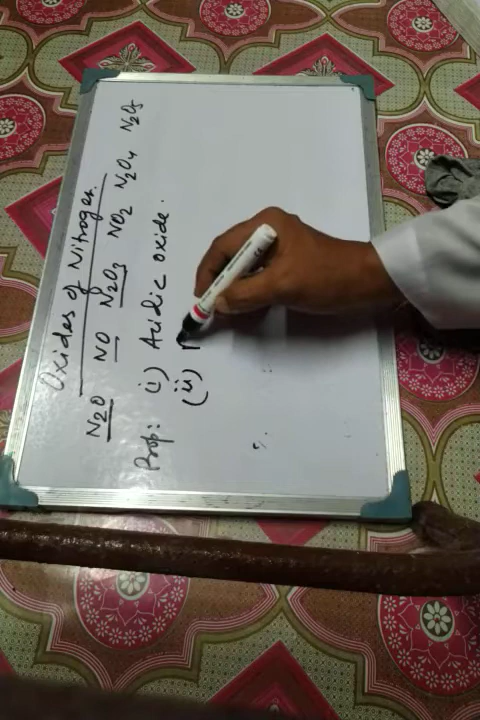 Oxides of Nitrogen.
N2O NO N2O3 NO2 N2O4 N2O5
Prop: (i) Acidic oxide.
(ii)